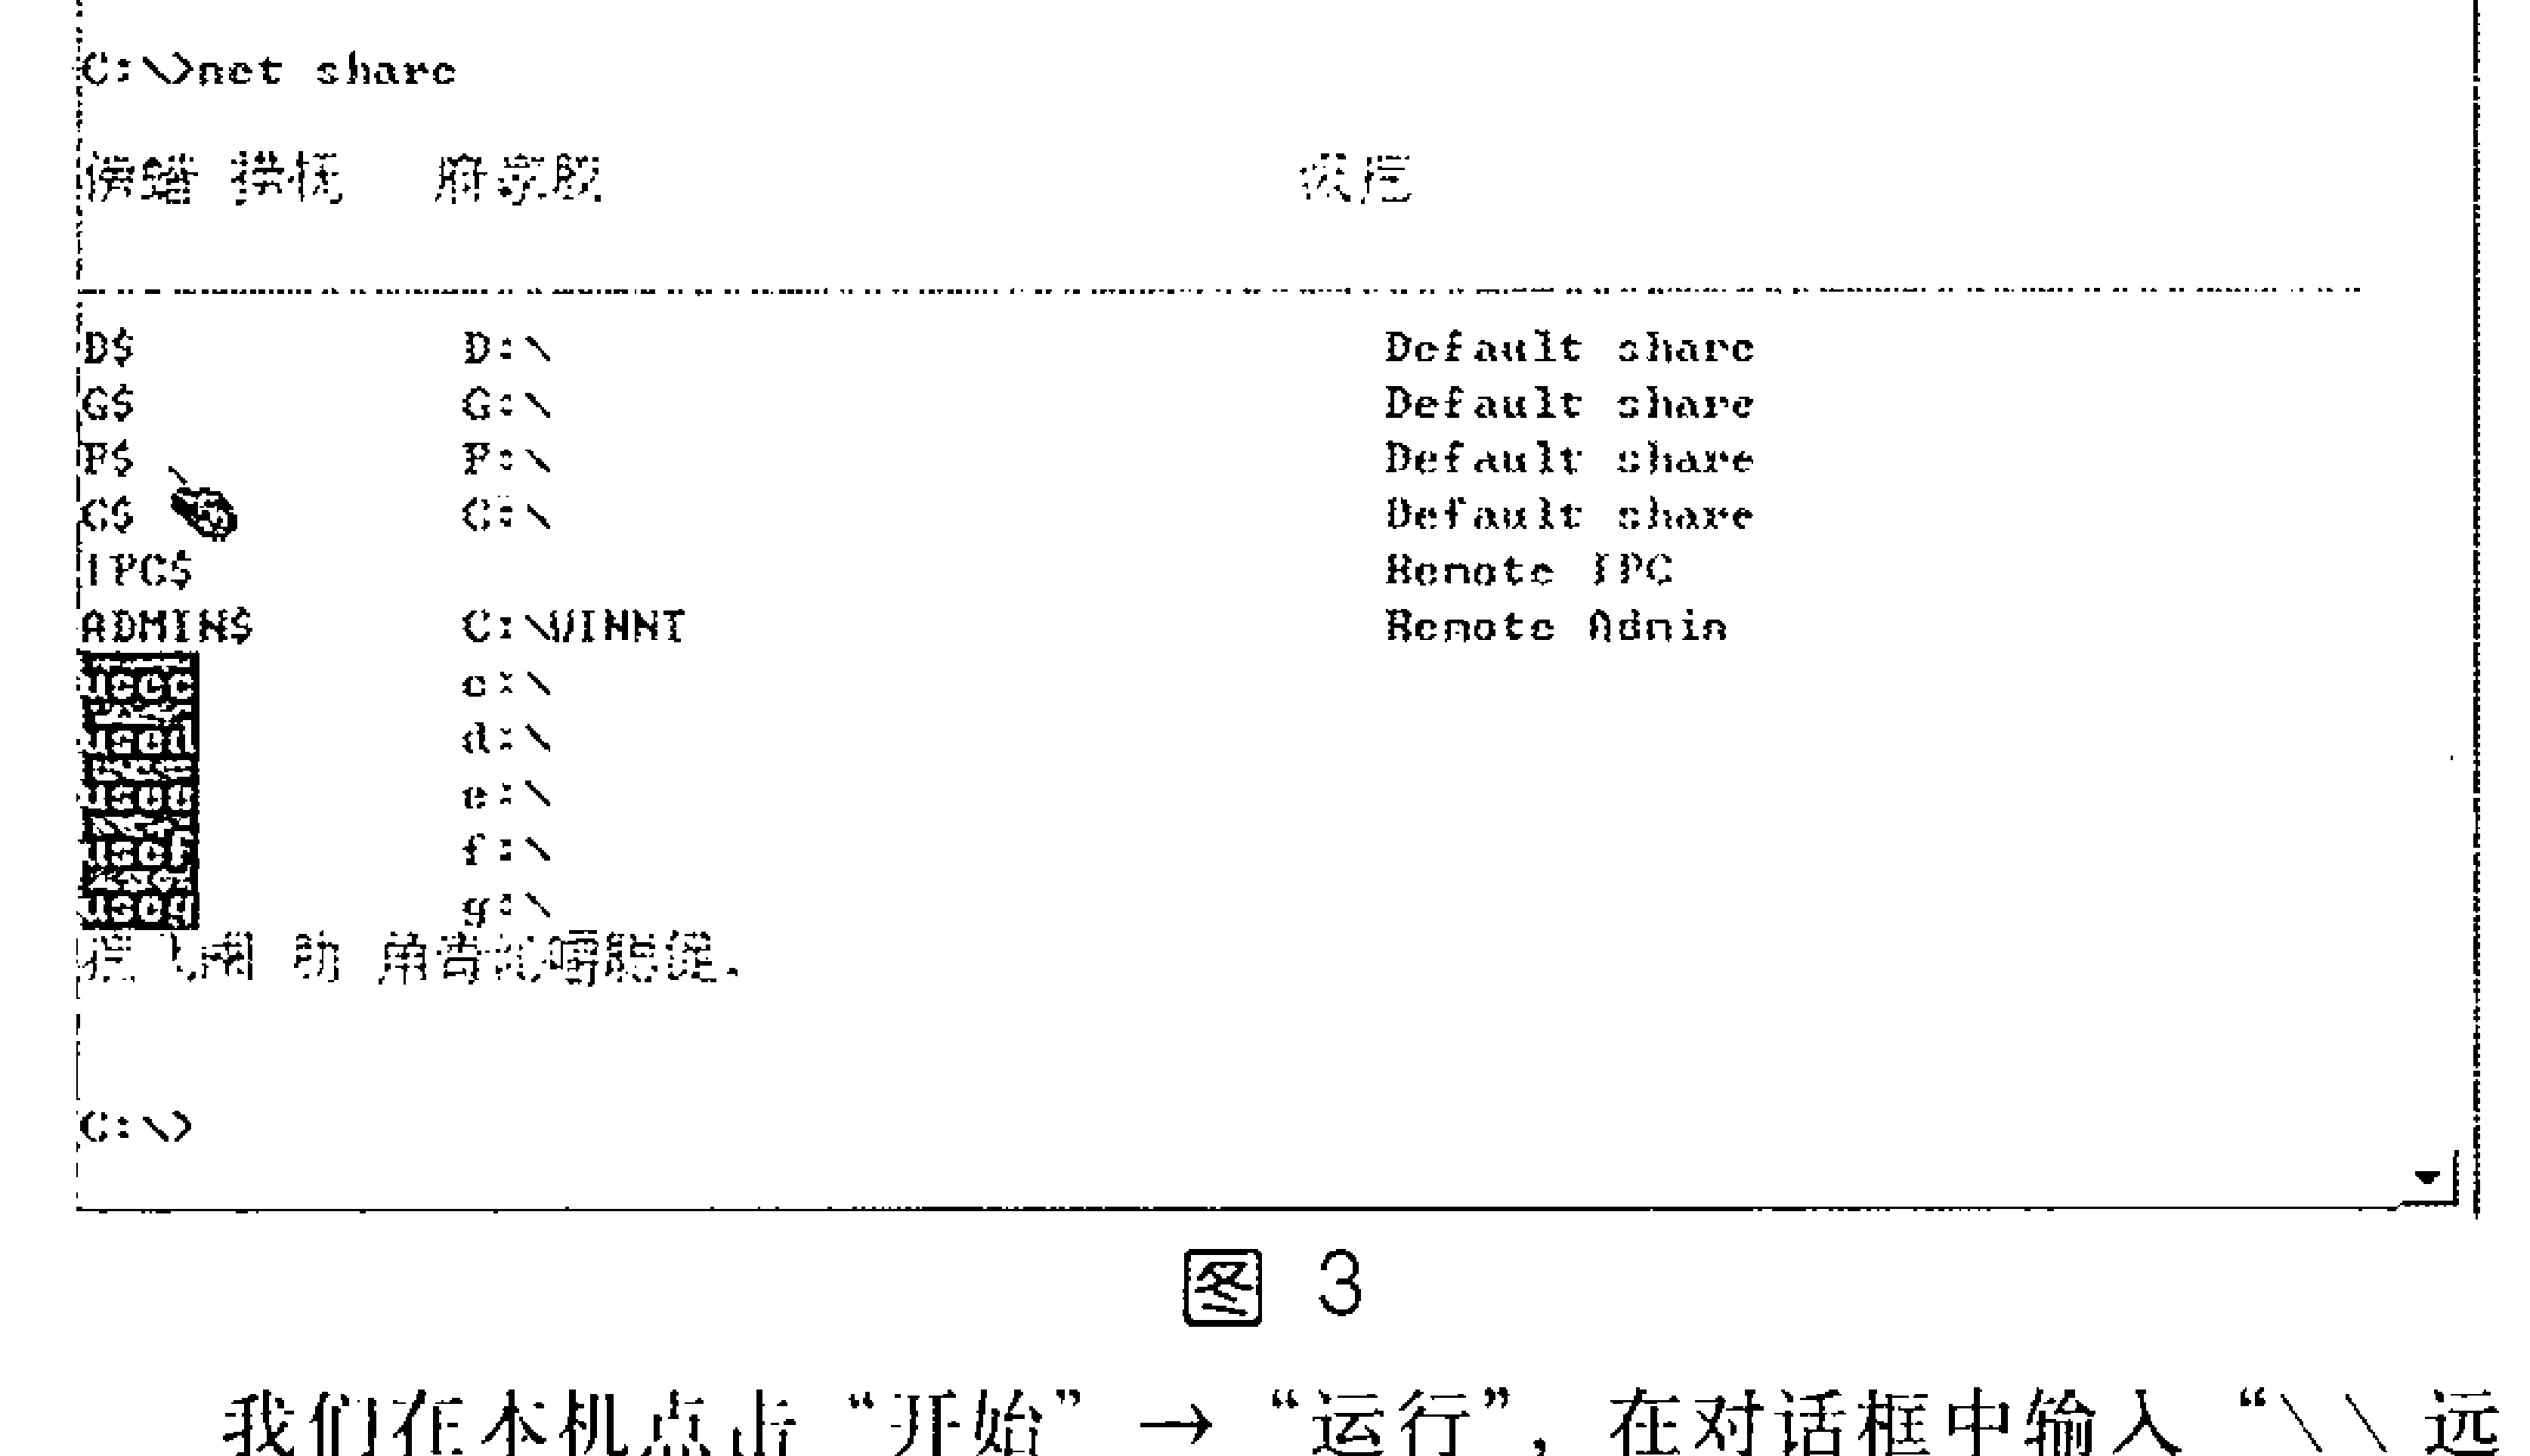 C:\>net share
D$ D:\ Default share
G$ G:\ Default share
F$ F:\ Default share
C$ C:\ Default share
IPC$ Remote IPC
ADMIN$ C:\WINNT Remote Admin
c:\
d:\
e:\
f:\
g:\
C:\>
图 3
我们在本机点击“开始”→“运行”，在对话框中输入“\\ 远